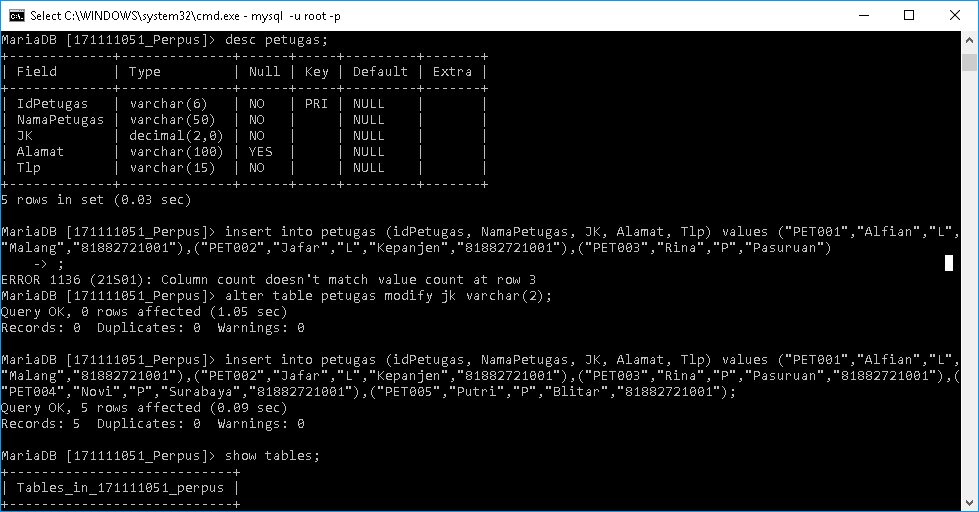 Select C:\WINDOWS\system32\cmd.exe - mysql -u root -p
MariaDB [171111051_Perpus]> desc petugas;
+-------------+--------------+------+-----+---------+-------+
| Field       | Type         | Null | Key | Default | Extra |
+-------------+--------------+------+-----+---------+-------+
| IdPetugas   | varchar(6)   | NO   | PRI | NULL    |       |
| NamaPetugas | varchar(50)  | NO   |     | NULL    |       |
| JK          | decimal(2,0) | NO   |     | NULL    |       |
| Alamat      | varchar(100) | YES  |     | NULL    |       |
| Tlp         | varchar(15)  | NO   |     | NULL    |       |
+-------------+--------------+------+-----+---------+-------+
5 rows in set (0.03 sec)
MariaDB [171111051_Perpus]> insert into petugas (idPetugas, NamaPetugas, JK, Alamat, Tlp) values ("PET001","Alfian","L",
"Malang","81882721001"),("PET002","Jafar","L","Kepanjen","81882721001"),("PET003","Rina","P","Pasuruan")
    -> ;
ERROR 1136 (21S01): Column count doesn't match value count at row 3
MariaDB [171111051_Perpus]> alter table petugas modify jk varchar(2);
Query OK, 0 rows affected (1.05 sec)
Records: 0  Duplicates: 0  Warnings: 0
MariaDB [171111051_Perpus]> insert into petugas (idPetugas, NamaPetugas, JK, Alamat, Tlp) values ("PET001","Alfian","L",
"Malang","81882721001"),("PET002","Jafar","L","Kepanjen","81882721001"),("PET003","Rina","P","Pasuruan","81882721001"),(
"PET004","Novi","P","Surabaya","81882721001"),("PET005","Putri","P","Blitar","81882721001");
Query OK, 5 rows affected (0.09 sec)
Records: 5  Duplicates: 0  Warnings: 0
MariaDB [171111051_Perpus]> show tables;
+----------------------------+
| Tables_in_171111051_perpus |
+----------------------------+